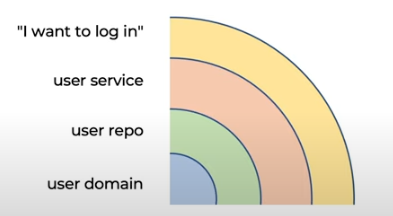 "I want to log in"
user service
user repo
user domain